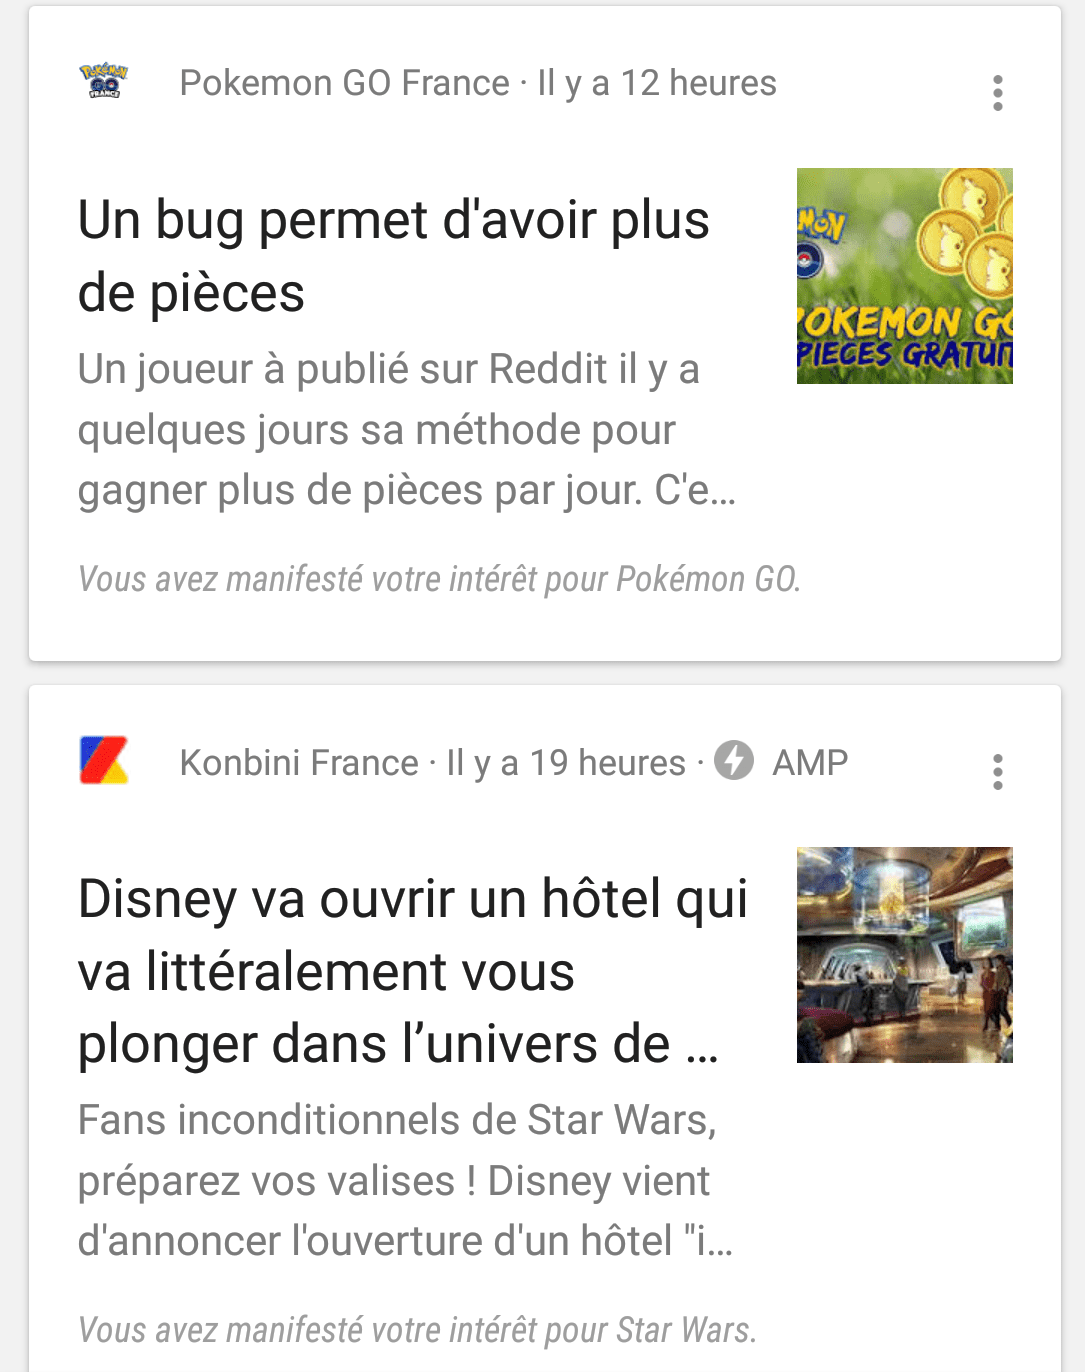 POKÉMON
GO
FRANCE
Pokemon GO France · Il y a 12 heures
Un bug permet d'avoir plus
de pièces
Un joueur à publié sur Reddit il y a
quelques jours sa méthode pour
gagner plus de pièces par jour. C'e...
MON
POKEMON GO
PIECES GRATUIT
Vous avez manifesté votre intérêt pour Pokémon GO.
Konbini France · Il y a 19 heures · AMP
Disney va ouvrir un hôtel qui
va littéralement vous
plonger dans l’univers de ...
Fans inconditionnels de Star Wars,
préparez vos valises ! Disney vient
d'annoncer l'ouverture d'un hôtel "i...
Vous avez manifesté votre intérêt pour Star Wars.